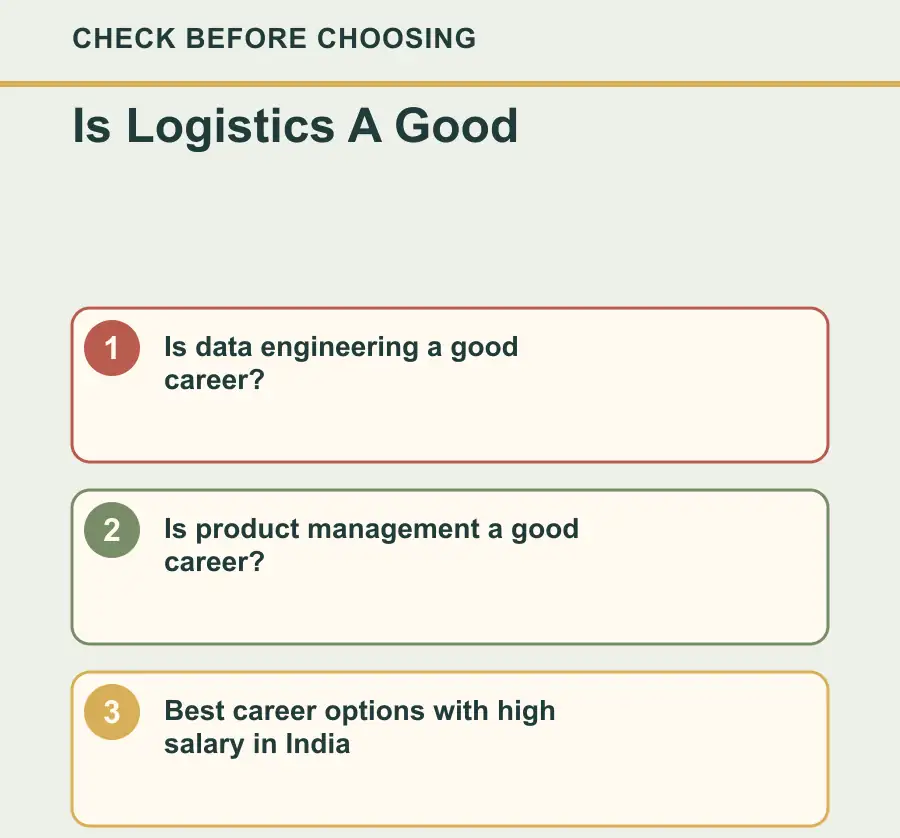 CHECK BEFORE CHOOSING
Is Logistics A Good
1
Is data engineering a good
career?
2
Is product management a good
career?
3
Best career options with high
salary in India